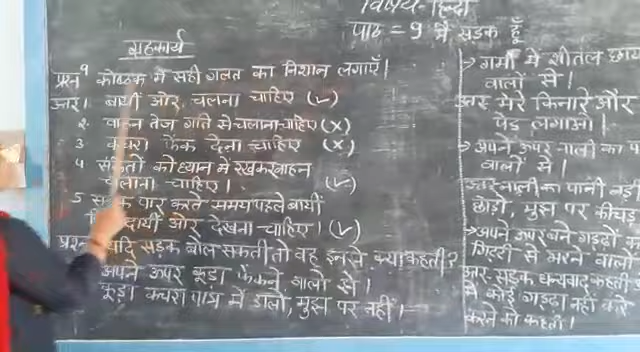 विषय-हिन्दी
पाठ = 9 मैं सड़क हूँ
सहकार्य
प्रश्न १ कोष्ठक में सही गलत का निशान लगाएँ।
उत्तर 1. बायीं ओर, चलना चाहिए (✓)
2. वाहन तेज गति से चलाना चाहिए (X)
3 कचरा फेंक देना चाहिए (X)
4 संकेतों को ध्यान में रखकर वाहन
चलाना चाहिए। (✓)
5 सड़क पार करते समय पहले बायीं
दायीं ओर देखना चाहिए। (✓)
प्रश्न यदि सड़क बोल सकती तो वह इनसे क्या कहती?
अपने ऊपर कूड़ा फेंकने वालों से।
कूड़ा कचरा पात्र में डालो, मुझ पर नहीं।
→ गर्मी में शीतल छाय
वालों से।
उत्तर मेरे किनारे और
पेड़ लगाओ।
→ अपने ऊपर नाली का प
वालों से।
उत्तर नाली का पानी नही
छोड़ो, मुझ पर कीचड़
→ अपने ऊपर बने गड्ढों क
मिट्टी से भरने वालों
उत्तर सड़क धन्यवाद कहती
में कोई गड्ढा नहीं करे
करने को कहती।